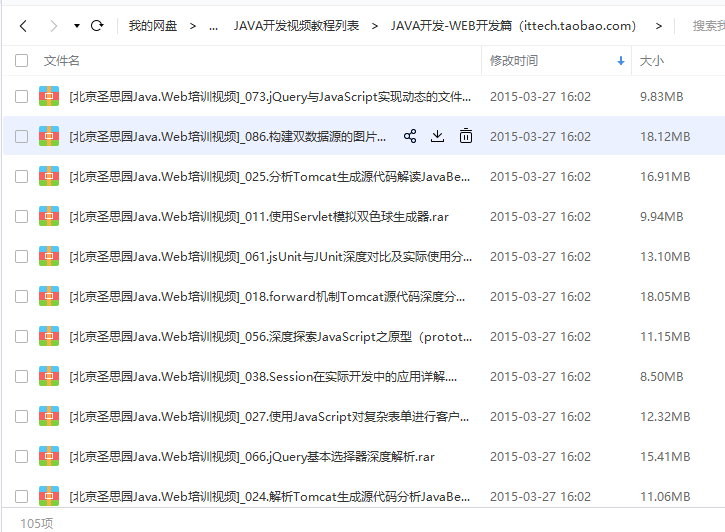 我的网盘 > ... JAVA开发视频教程列表 > JAVA开发-WEB开发篇（ittech.taobao.com） > 搜索我
文件名 修改时间 大小
[北京圣思园Java.Web培训视频]_073.jQuery与JavaScript实现动态的文件... 2015-03-27 16:02 9.83MB
[北京圣思园Java.Web培训视频]_086.构建双数据源的图片... 2015-03-27 16:02 18.12MB
[北京圣思园Java.Web培训视频]_025.分析Tomcat生成源代码解读JavaBe... 2015-03-27 16:02 16.91MB
[北京圣思园Java.Web培训视频]_011.使用Servlet模拟双色球生成器.rar 2015-03-27 16:02 9.94MB
[北京圣思园Java.Web培训视频]_061.jsUnit与JUnit深度对比及实际使用分... 2015-03-27 16:02 13.10MB
[北京圣思园Java.Web培训视频]_018.forward机制Tomcat源代码深度分... 2015-03-27 16:02 18.05MB
[北京圣思园Java.Web培训视频]_056.深度探索JavaScript之原型（protot... 2015-03-27 16:02 11.15MB
[北京圣思园Java.Web培训视频]_038.Session在实际开发中的应用详解.... 2015-03-27 16:02 8.50MB
[北京圣思园Java.Web培训视频]_027.使用JavaScript对复杂表单进行客户... 2015-03-27 16:02 12.32MB
[北京圣思园Java.Web培训视频]_066.jQuery基本选择器深度解析.rar 2015-03-27 16:02 15.41MB
[北京圣思园Java.Web培训视频]_024.解析Tomcat生成源代码分析JavaBe... 2015-03-27 16:02 11.06MB
105项